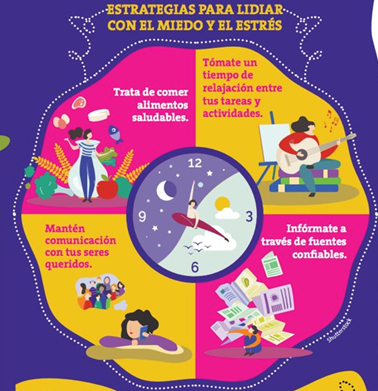 ESTRATEGIAS PARA LIDIAR
CON EL MIEDO Y EL ESTRÉS
Trata de comer
alimentos
saludables.
Tómate un
tiempo de
relajación entre
tus tareas y
actividades.
12
9
3
6
Mantén
comunicación
con tus seres
queridos.
Infórmate a
través de fuentes
confiables.
Shutterstock